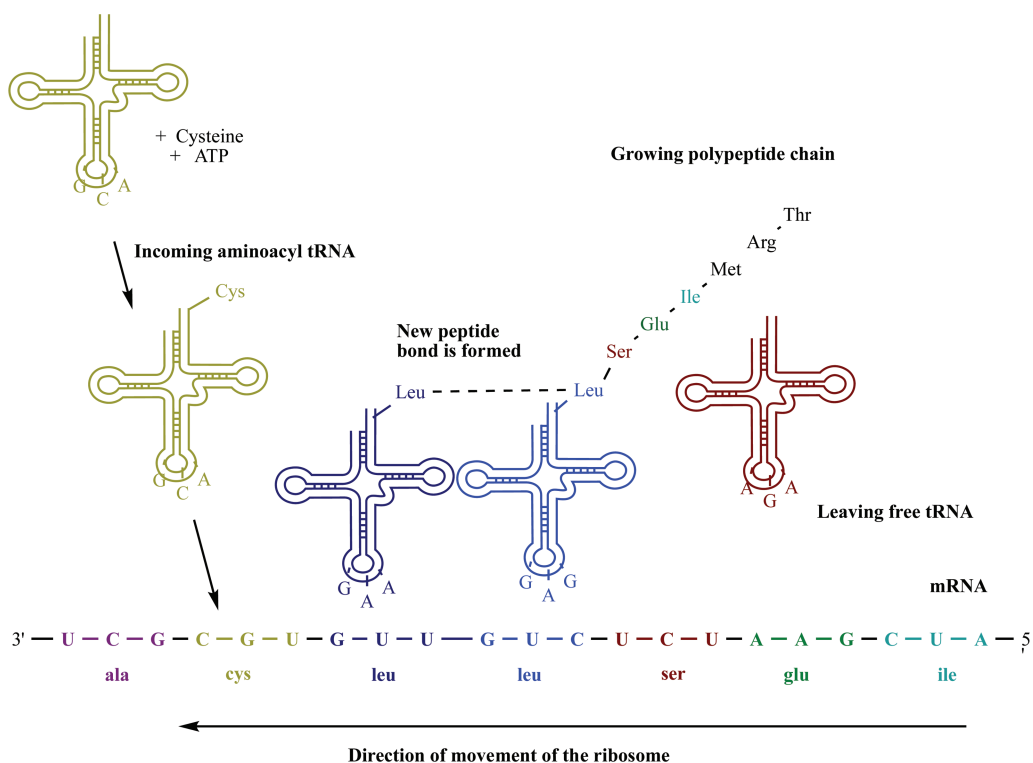 + Cysteine
+ ATP
G C A
Growing polypeptide chain
Thr
Arg
Met
Ile
Glu
Ser
Incoming aminoacyl tRNA
Cys
New peptide
bond is formed
Leu
Leu
G C A
A G A
Leaving free tRNA
G A A
G A G
mRNA
3' U C G C G U G U U G U C U C U A A G C U A 5'
ala cys leu leu ser glu ile
Direction of movement of the ribosome